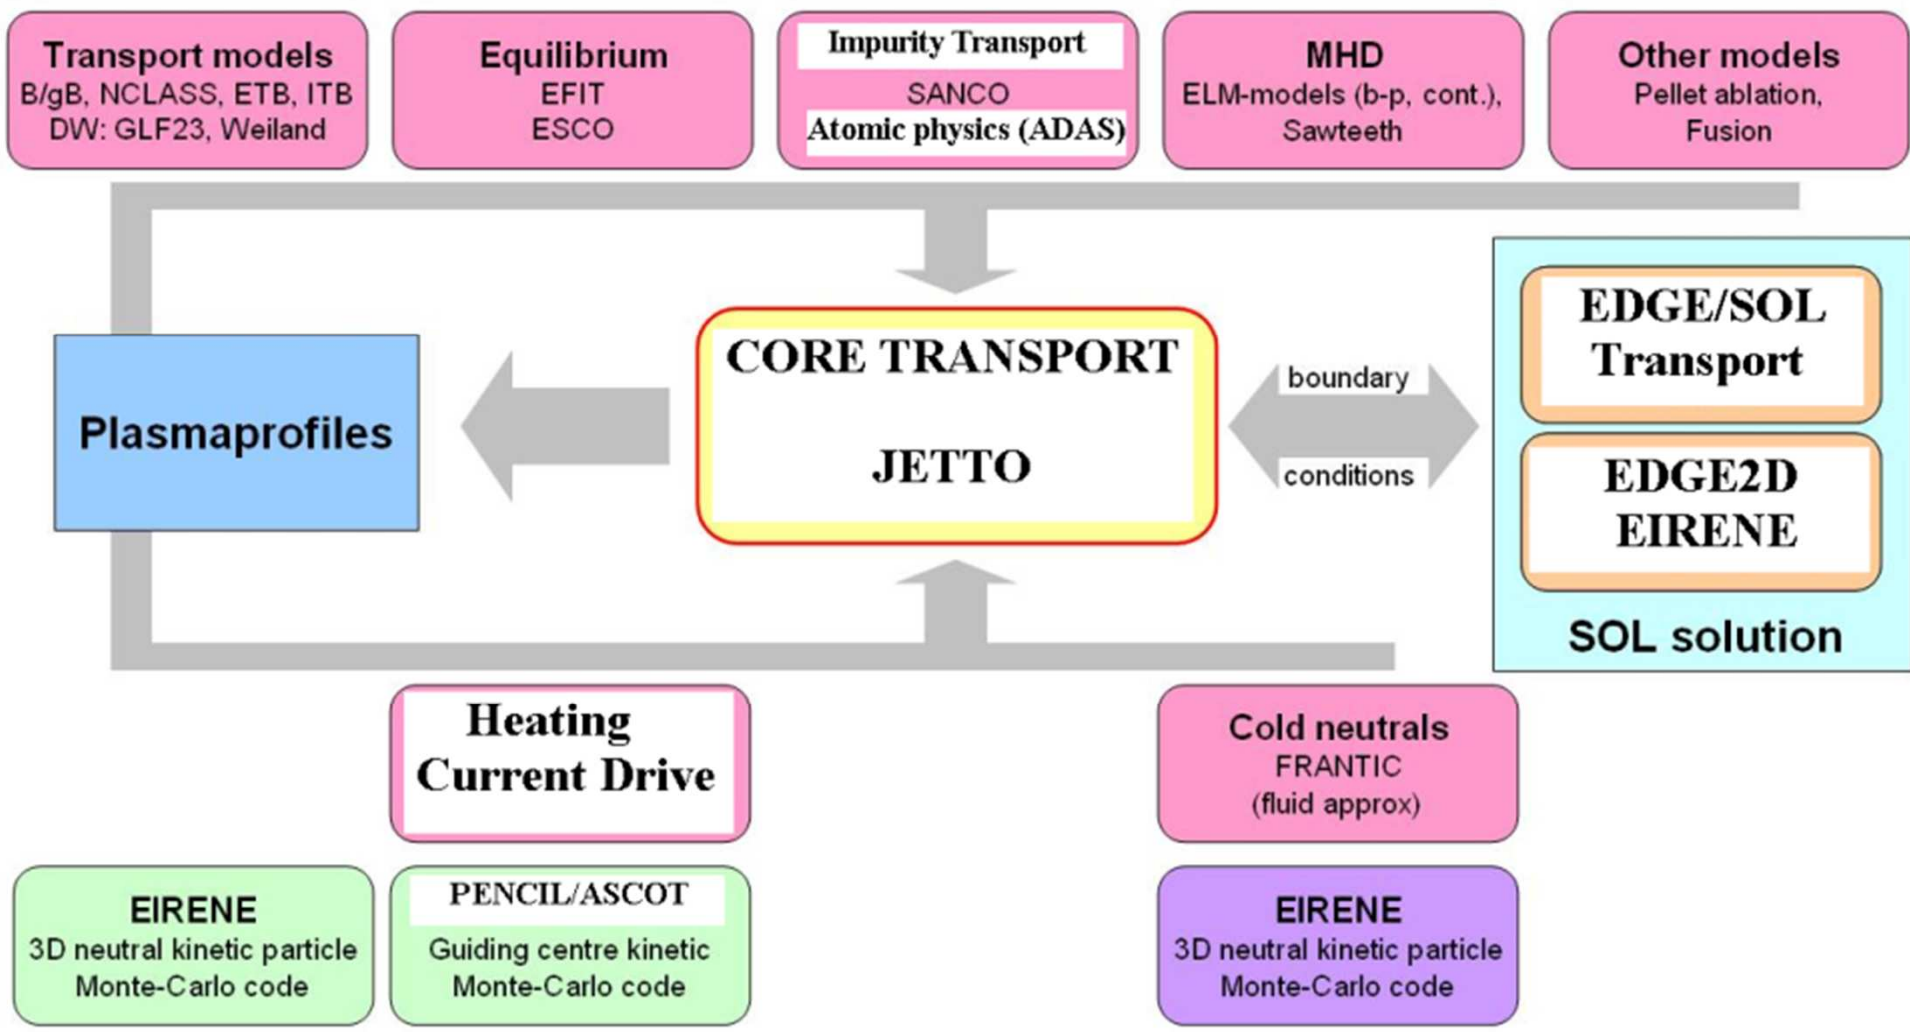 Transport models
B/gB, NCLASS, ETB, ITB
DW: GLF23, Weiland
Equilibrium
EFIT
ESCO
Impurity Transport
SANCO
Atomic physics (ADAS)
MHD
ELM-models (b-p, cont.),
Sawteeth
Other models
Pellet ablation,
Fusion
Plasmaprofiles
CORE TRANSPORT
JETTO
boundary
conditions
EDGE/SOL
Transport
EDGE2D
EIRENE
SOL solution
Heating
Current Drive
Cold neutrals
FRANTIC
(fluid approx)
EIRENE
3D neutral kinetic particle
Monte-Carlo code
PENCIL/ASCOT
Guiding centre kinetic
Monte-Carlo code
EIRENE
3D neutral kinetic particle
Monte-Carlo code